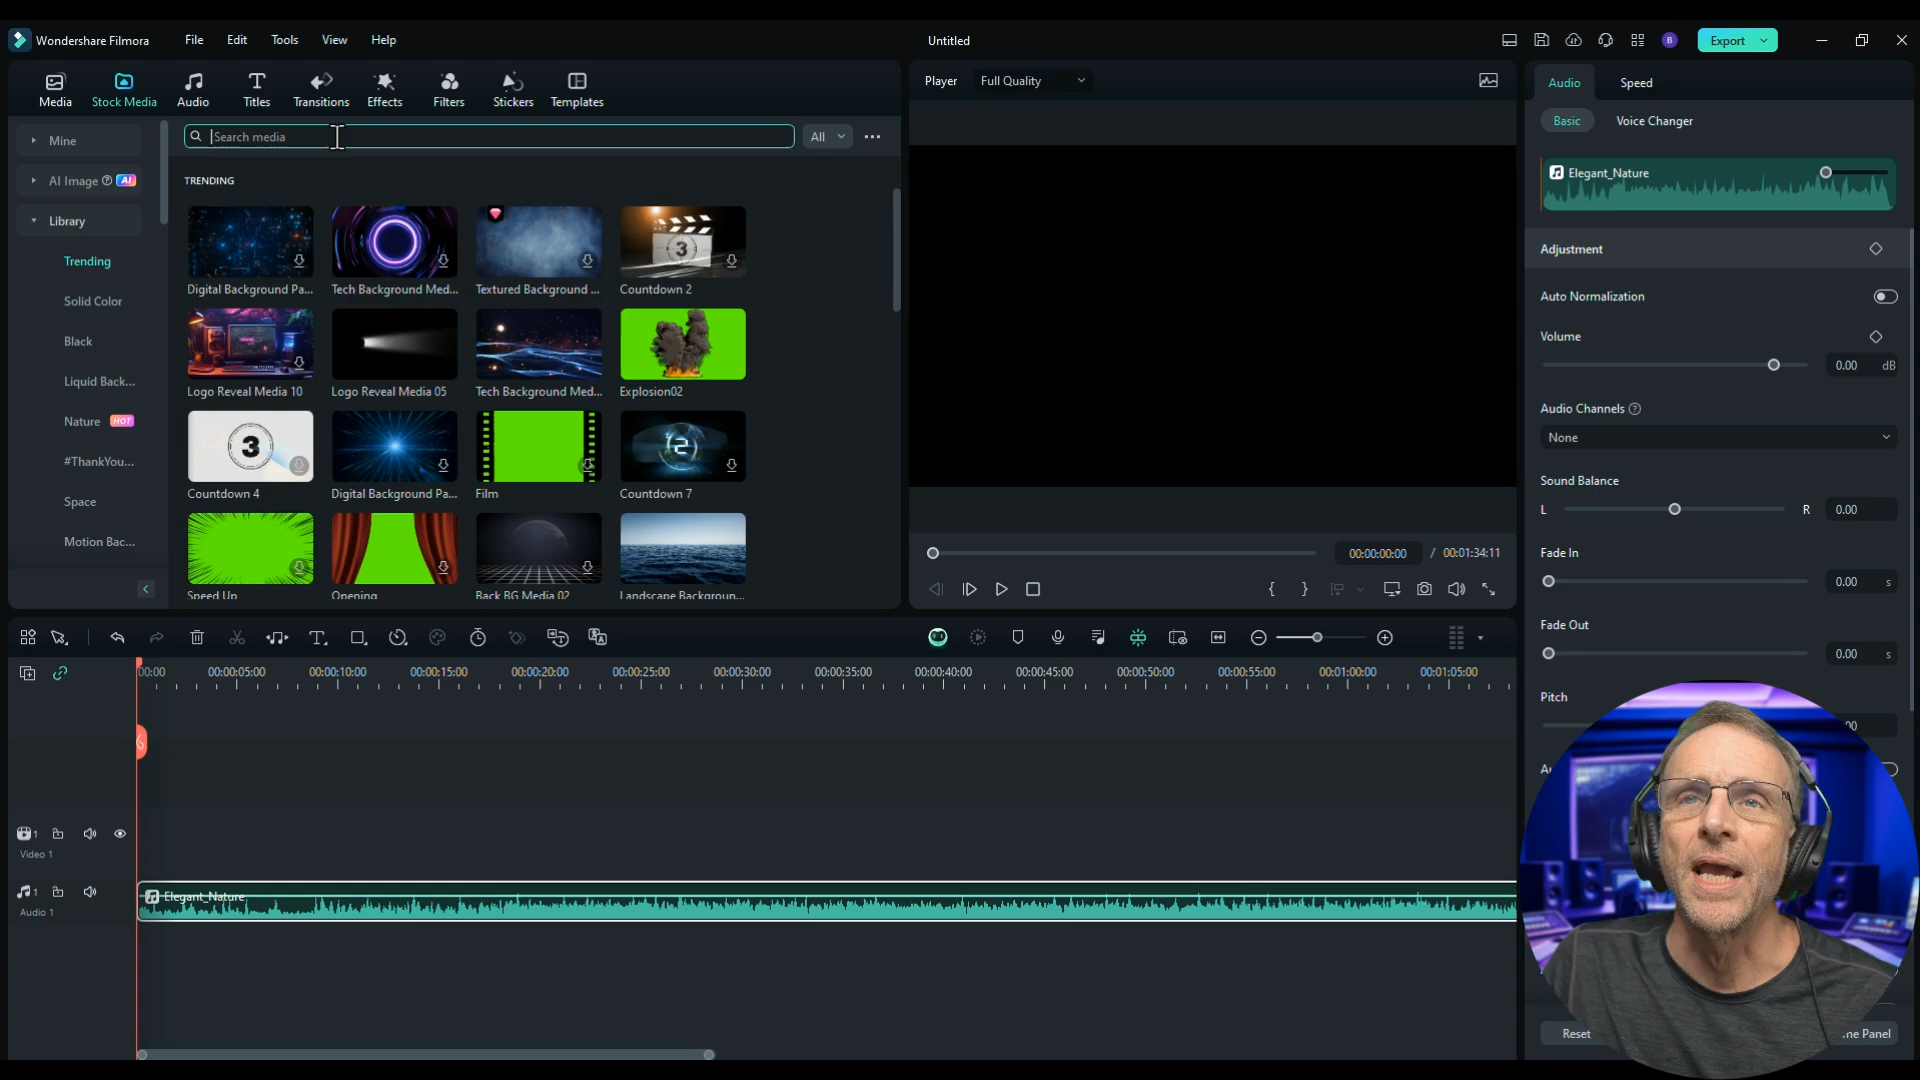 Wondershare Filmora
File
Edit
Tools
View
Help
Untitled
B
Export
Media
Stock Media
Audio
Titles
Transitions
Effects
Filters
Stickers
Templates
Player
Full Quality
Audio
Speed
Mine
AI Image
AI
Library
Trending
Solid Color
Black
Liquid Back...
Nature
HOT
#ThankYou...
Space
Motion Bac...
Search media
All
TRENDING
Digital Background Pa...
Tech Background Med...
Textured Background ...
3
Countdown 2
Logo Reveal Media 10
Logo Reveal Media 05
Tech Background Med...
Explosion02
3
Countdown 4
Digital Background Pa...
Film
2
Countdown 7
Speed Up
Opening
Back BG Media 02
Landscape Backgroun...
00:00:00:00
/
00:01:34:11
Basic
Voice Changer
Elegant_Nature
Adjustment
Auto Normalization
Volume
0.00
dB
Audio Channels
None
Sound Balance
L
R
0.00
Fade In
0.00
s
Fade Out
0.00
s
Pitch
Reset
00:00
00:00:05:00
00:00:10:00
00:00:15:00
00:00:20:00
00:00:25:00
00:00:30:00
00:00:35:00
00:00:40:00
00:00:45:00
00:00:50:00
00:00:55:00
00:01:00:00
00:01:05:00
1
Video 1
1
Audio 1
Elegant_Nature
Panel